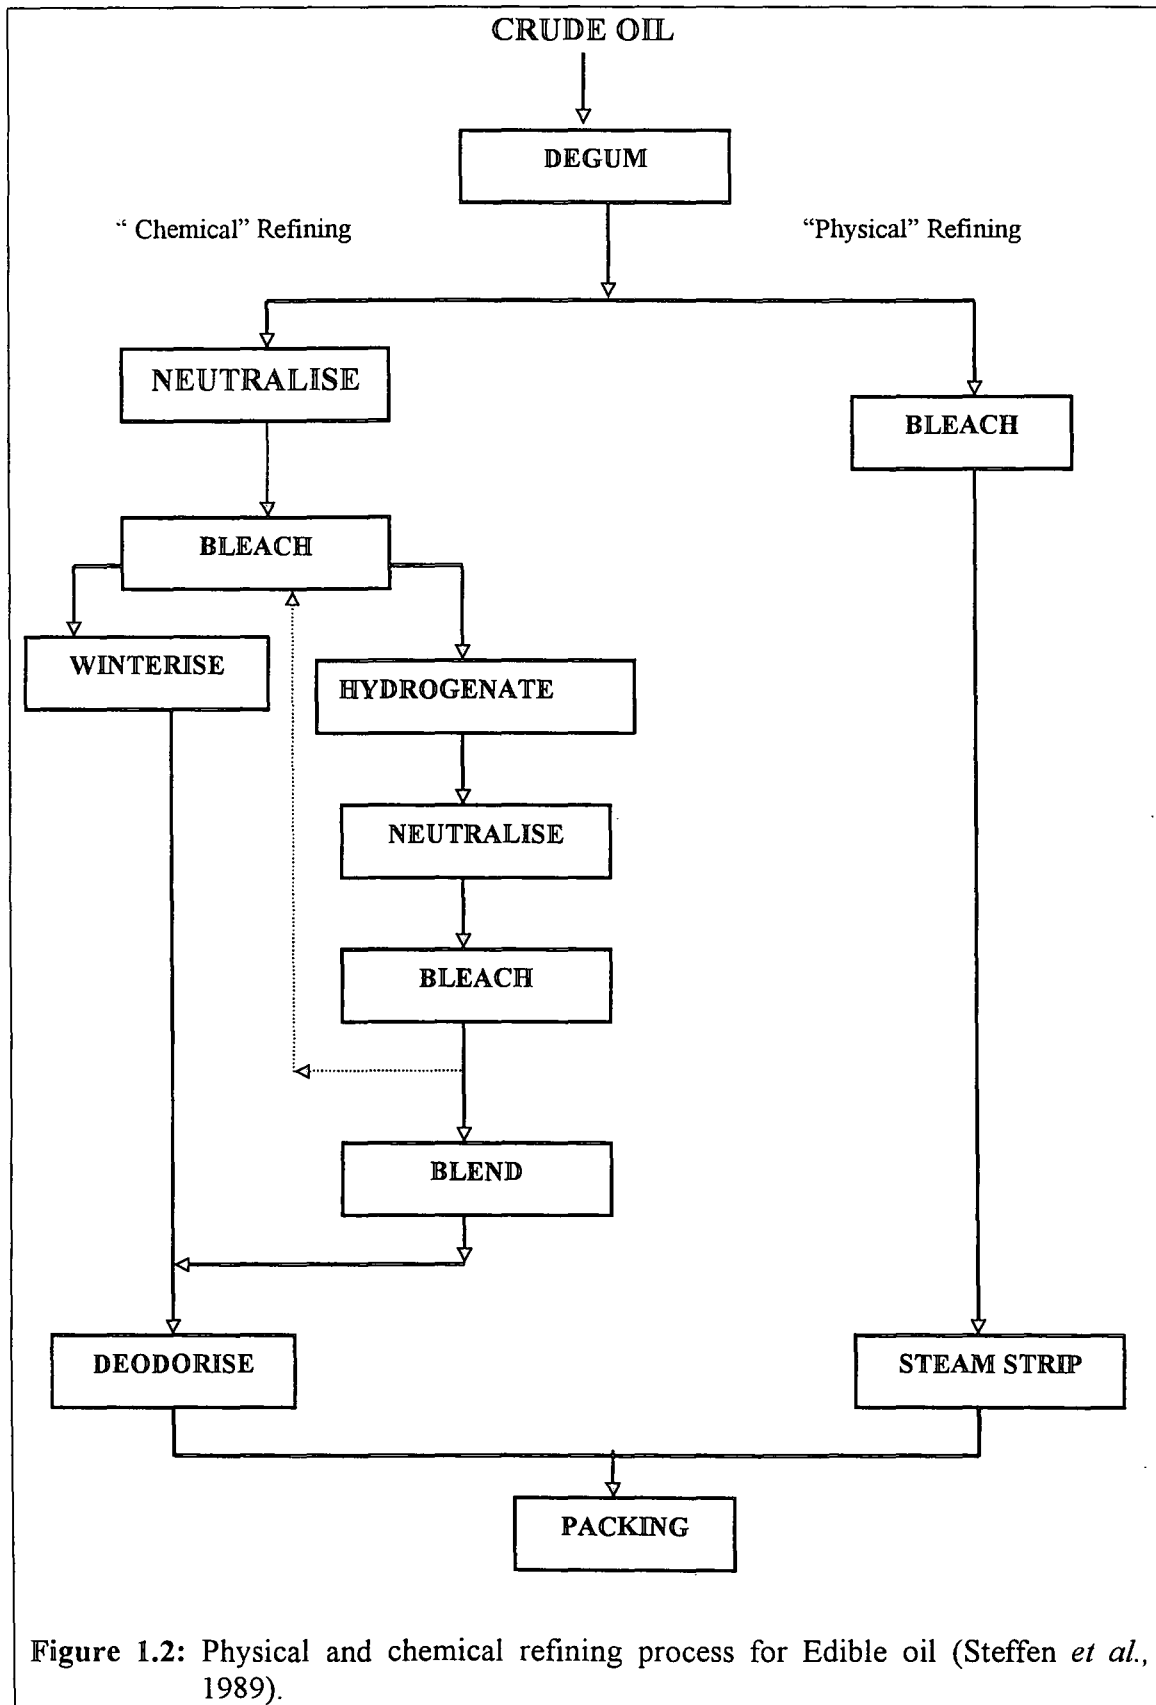 CRUDE OIL
DEGUM
“ Chemical” Refining
“Physical” Refining
NEUTRALISE
BLEACH
BLEACH
WINTERISE
HYDROGENATE
NEUTRALISE
BLEACH
BLEND
DEODORISE
STEAM STRIP
PACKING
Figure 1.2: Physical and chemical refining process for Edible oil (Steffen et al.,
1989).